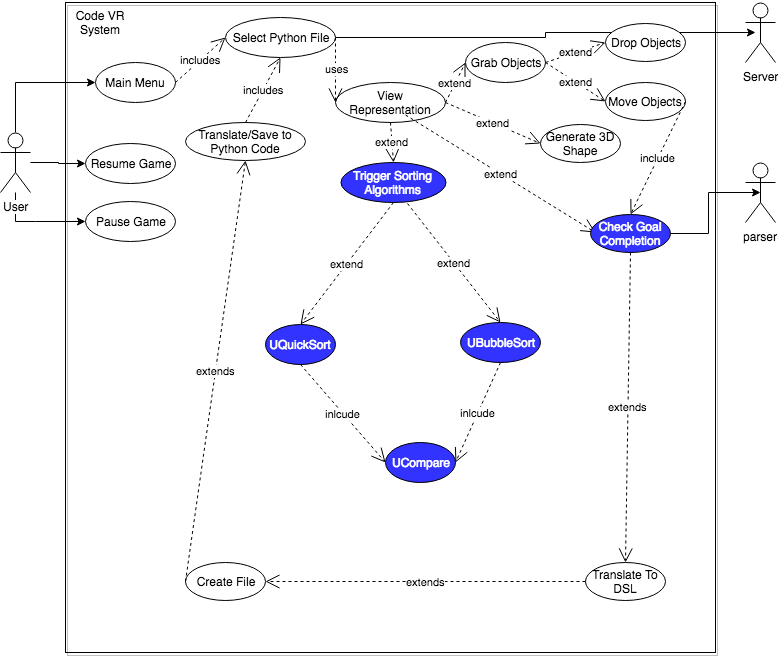 Code VR
System
Select Python File
Drop Objects
includes
extend
Grab Objects
uses
Server
Main Menu
extend
extend
includes
View
Representation
Move Objects
extend
Translate/Save to
Python Code
extend
Generate 3D
Shape
include
Resume Game
Trigger Sorting
Algorithms
extend
User
Pause Game
Check Goal
Completion
parser
extend
extend
UQuickSort
UBubbleSort
extends
extends
inlcude
inlcude
UCompare
Create File
extends
Translate To
DSL